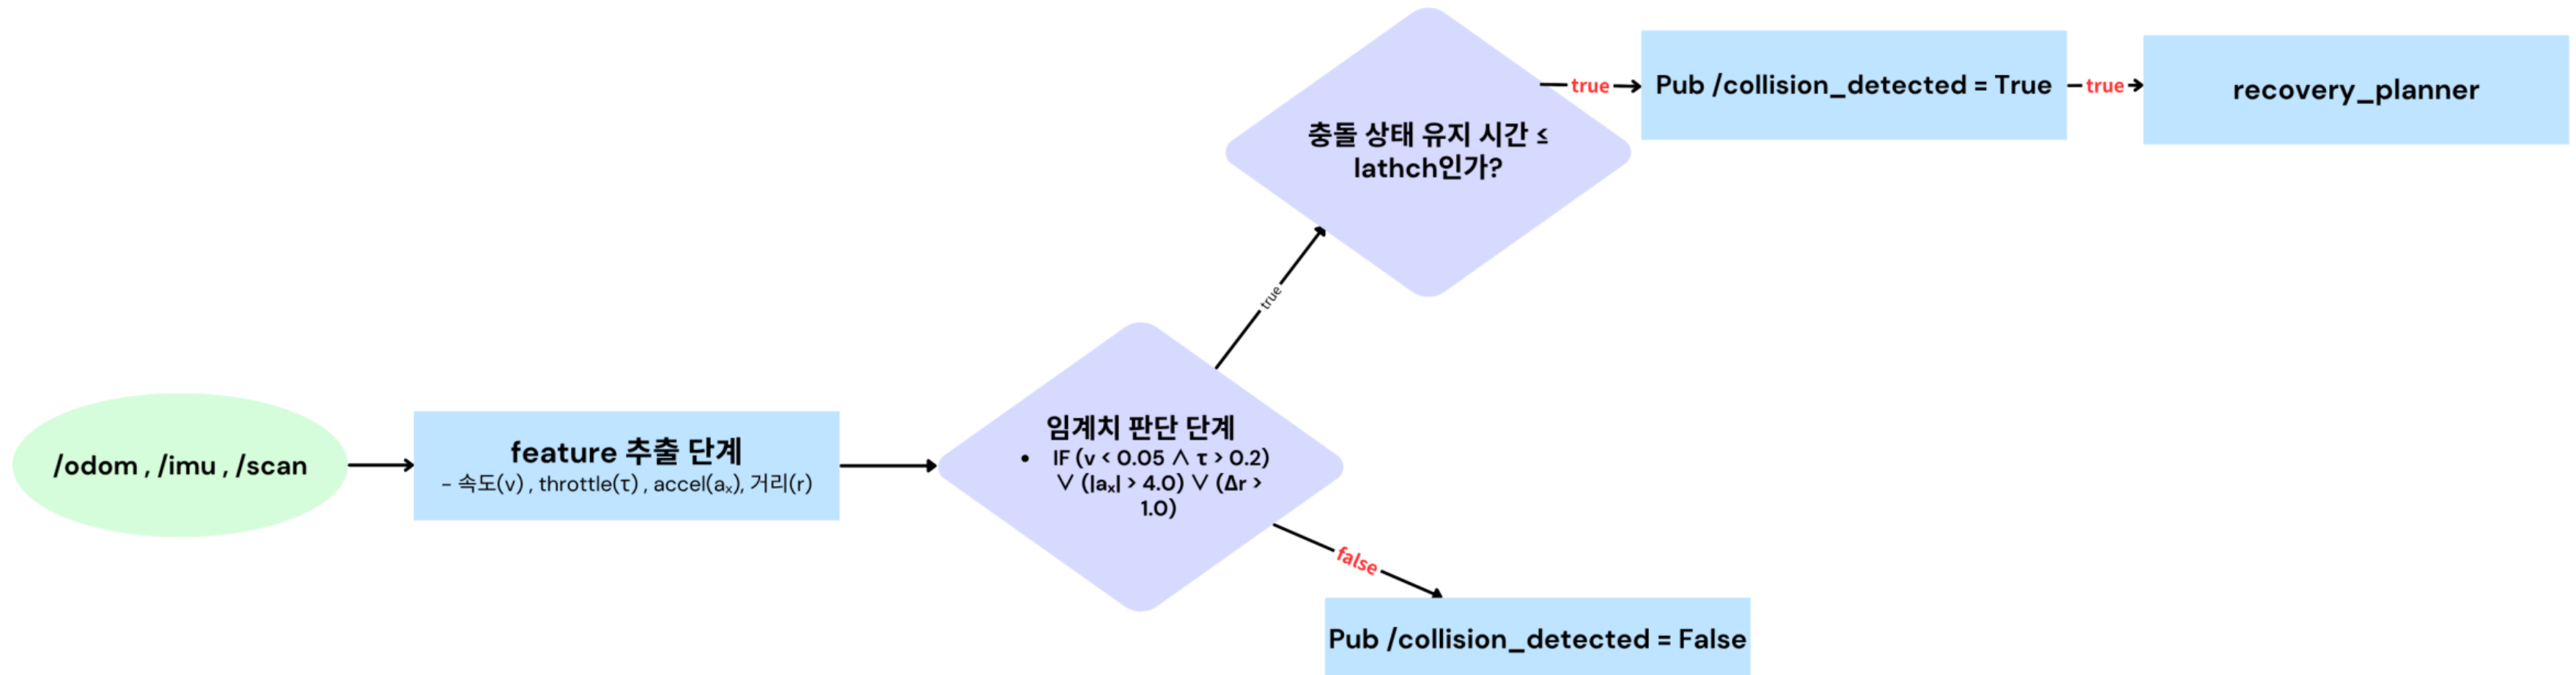 /odom , /imu , /scan
feature 추출 단계
- 속도(v) , throttle(τ) , accel(aₓ), 거리(r)
임계치 판단 단계
• IF (v < 0.05 ∧ τ > 0.2)
∨ (|aₓ| > 4.0) ∨ (Δr >
1.0)
true
충돌 상태 유지 시간 ≤
lathch인가?
true
Pub /collision_detected = True
true
recovery_planner
false
Pub /collision_detected = False